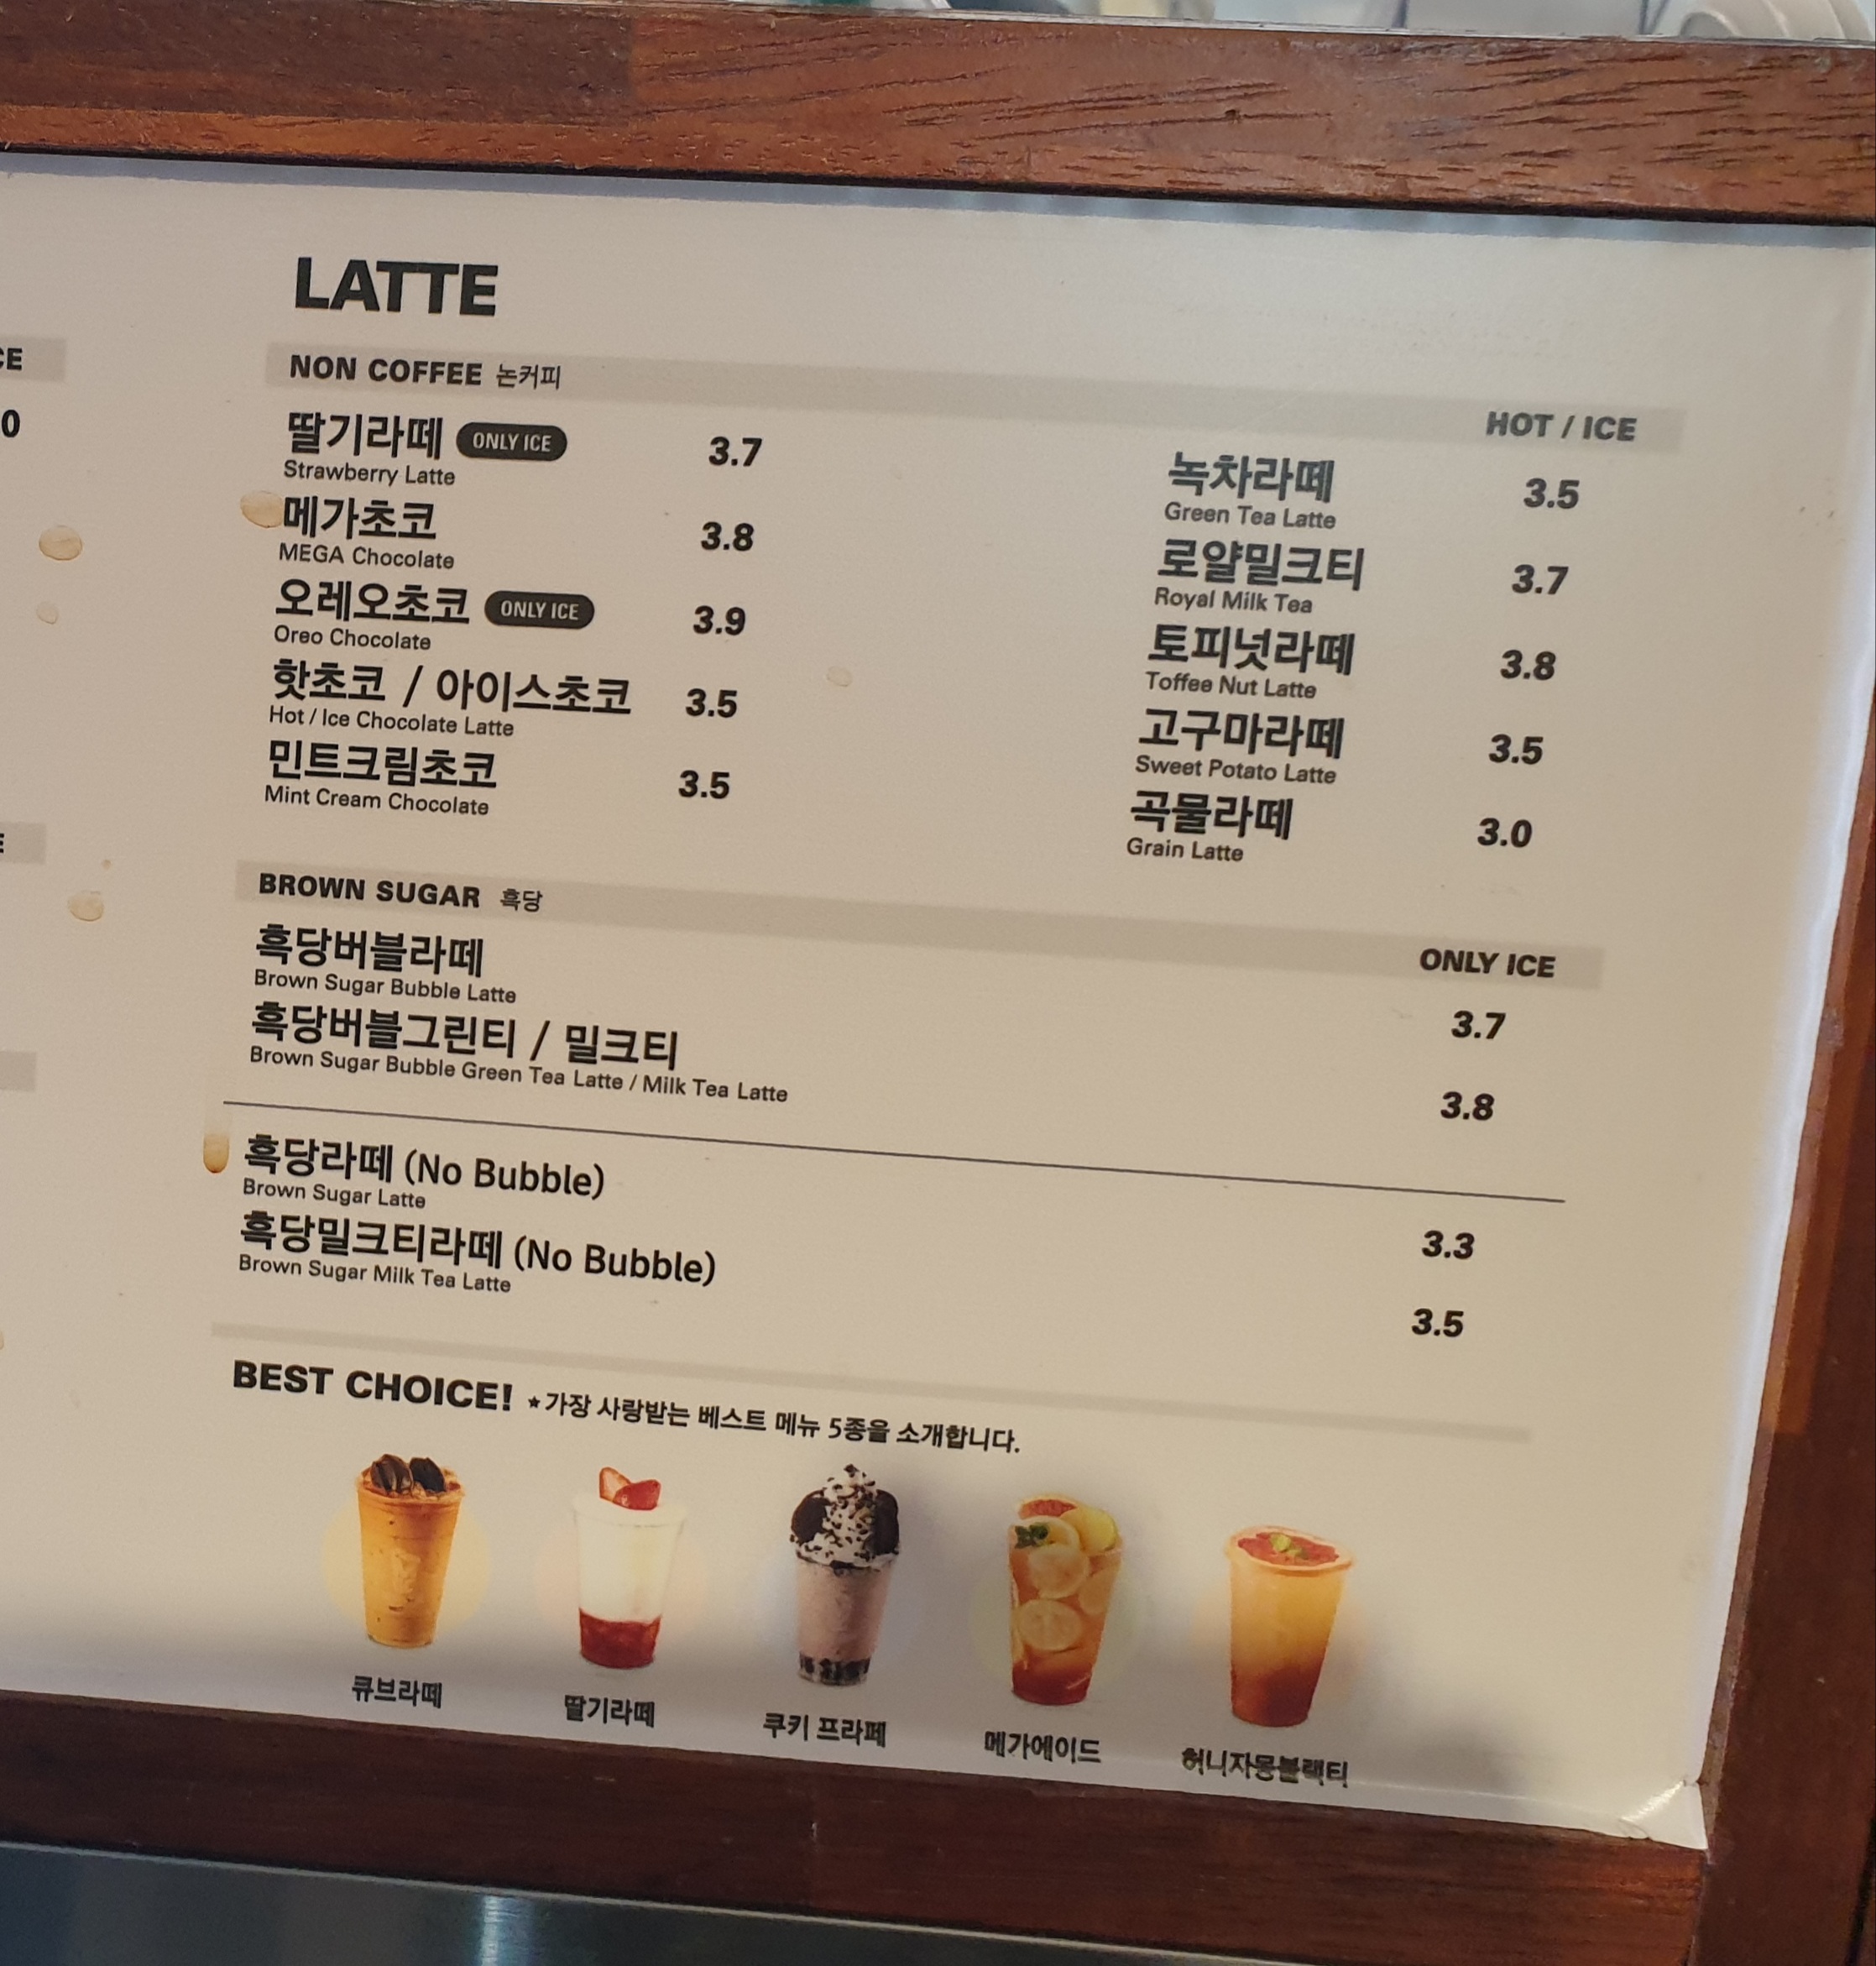 CE
0
E
LATTE
NON COFFEE 논커피
HOT / ICE
딸기라떼 ONLY ICE 3.7
Strawberry Latte
메가초코 3.8
MEGA Chocolate
오레오초코 ONLY ICE 3.9
Oreo Chocolate
핫초코 / 아이스초코 3.5
Hot / Ice Chocolate Latte
민트크림초코 3.5
Mint Cream Chocolate
녹차라떼 3.5
Green Tea Latte
로얄밀크티 3.7
Royal Milk Tea
토피넛라떼 3.8
Toffee Nut Latte
고구마라떼 3.5
Sweet Potato Latte
곡물라떼 3.0
Grain Latte
BROWN SUGAR 흑당
ONLY ICE
흑당버블라떼 3.7
Brown Sugar Bubble Latte
흑당버블그린티 / 밀크티 3.8
Brown Sugar Bubble Green Tea Latte / Milk Tea Latte
흑당라떼 (No Bubble) 3.3
Brown Sugar Latte
흑당밀크티라떼 (No Bubble) 3.5
Brown Sugar Milk Tea Latte
BEST CHOICE! ★가장 사랑받는 베스트 메뉴 5종을 소개합니다.
큐브라떼
딸기라떼
쿠키 프라페
메가에이드
허니자몽블랙티